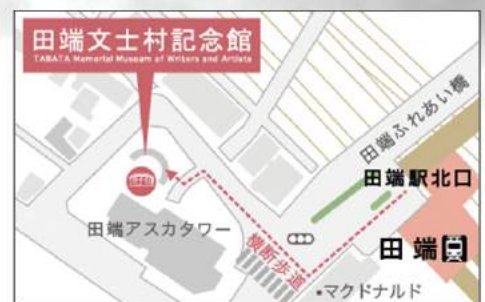 田端文士村記念館
TABATA Memorial Museum of Writers and Artists
田端ふれあい橋
田端駅北口
田端アスカタワー
田端
横断歩道
・マクドナルド